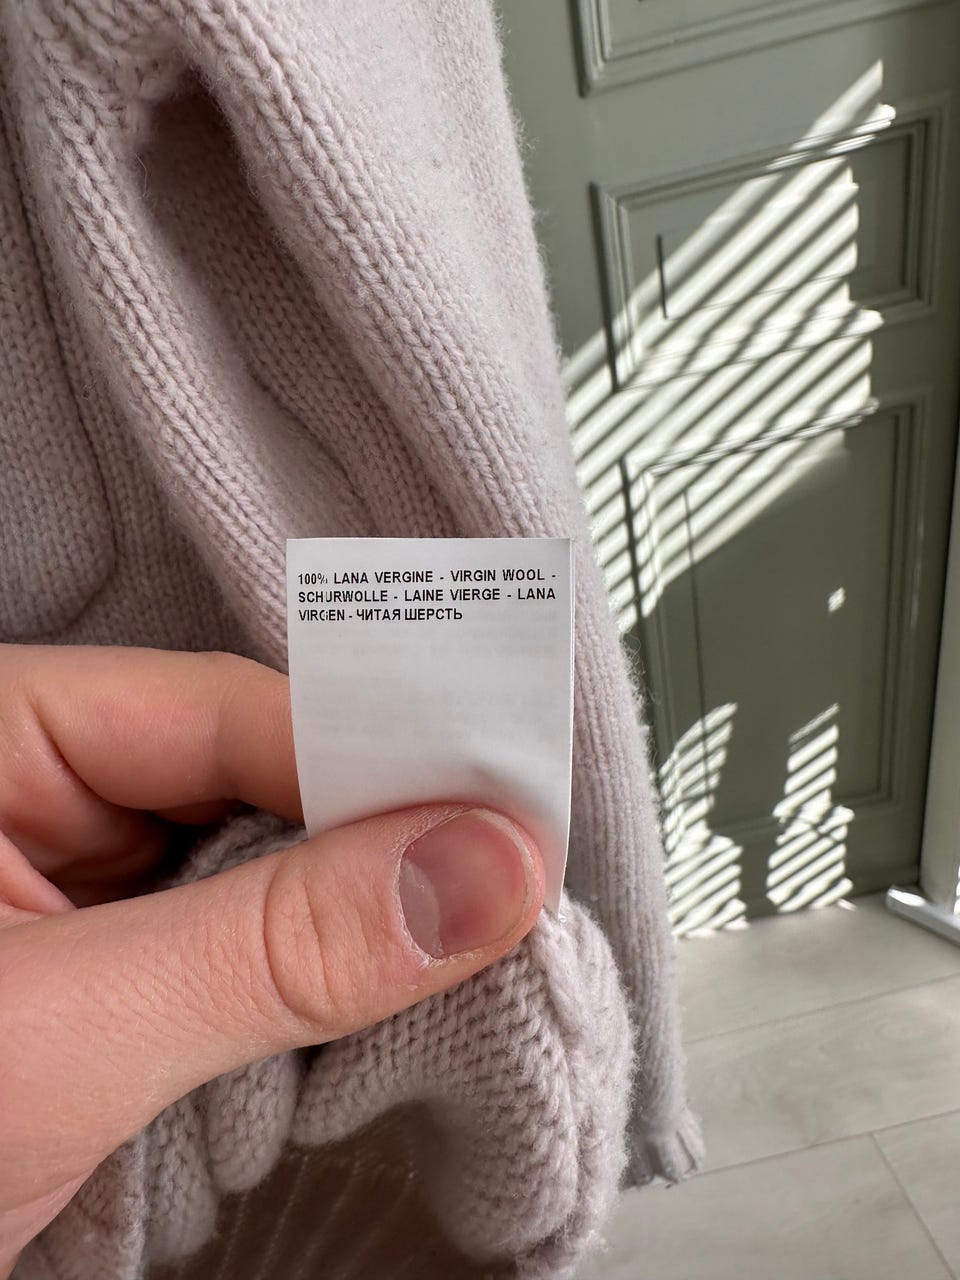 100% LANA VERGINE - VIRGIN WOOL -
SCHURWOLLE - LAINE VIERGE - LANA
VIRGEN - ЧИТАЯ ШЕРСТЬ